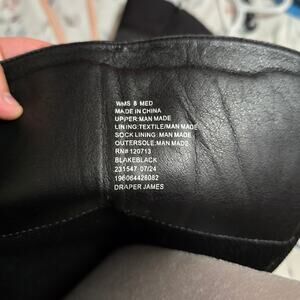 WMS 8 MED
MADE IN CHINA
UPPER:MAN MADE
LINING:TEXTILE/MAN MADE
SOCK LINING:MAN MADE
OUTERSOLE:MAN MADE
RN# 120713
BLAKEBLACK
231547 07/24
196064426082
DRAPER JAMES